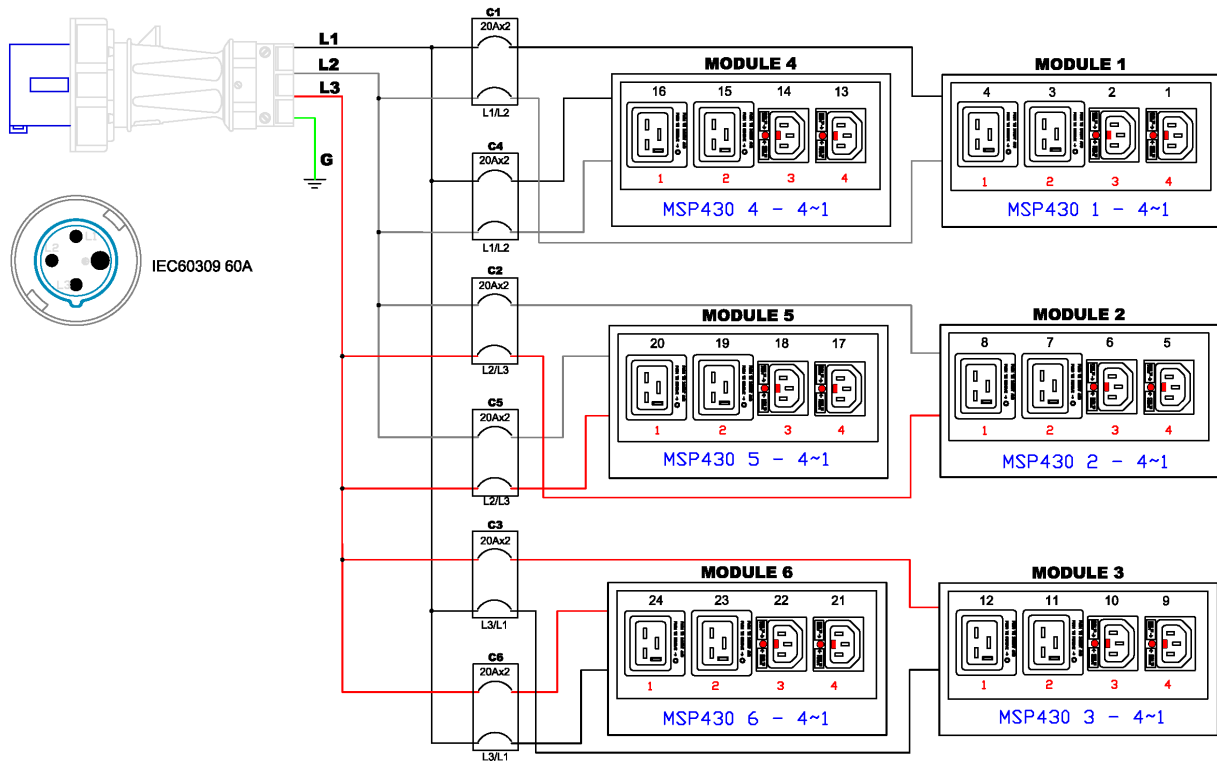 L1
L2
L3
G
IEC60309 60A
L1
L2
L3
C1
20Ax2
L1/L2
C4
20Ax2
L1/L2
C2
20Ax2
L2/L3
C5
20Ax2
L2/L3
C3
20Ax2
L3/L1
C6
20Ax2
L3/L1
MODULE 4
16 15 14 13
1 2 3 4
MSP430 4 - 4~1
MODULE 1
4 3 2 1
1 2 3 4
MSP430 1 - 4~1
MODULE 5
20 19 18 17
1 2 3 4
MSP430 5 - 4~1
MODULE 2
8 7 6 5
1 2 3 4
MSP430 2 - 4~1
MODULE 6
24 23 22 21
1 2 3 4
MSP430 6 - 4~1
MODULE 3
12 11 10 9
1 2 3 4
MSP430 3 - 4~1